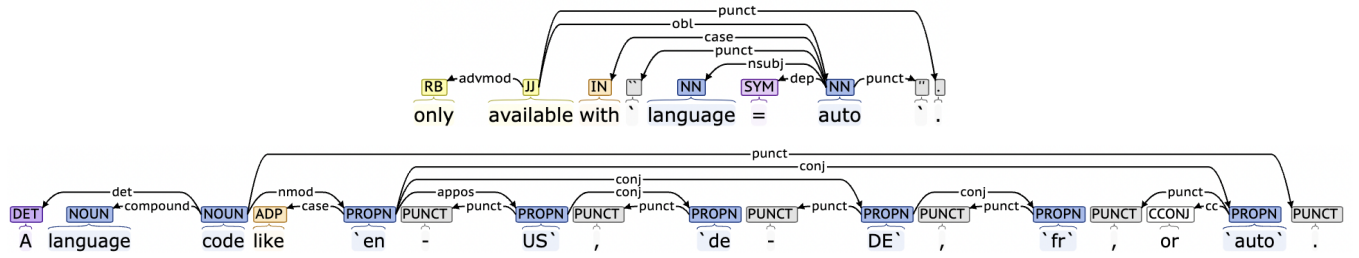 punct
obl
case
punct
nsubj
advmod dep punct
RB JJ IN `` NN SYM NN '' .
only available with ` language = auto ` .
punct
conj
conj
det nmod appos conj conj punct
compound case punct punct punct punct cc
DET NOUN NOUN ADP PROPN PUNCT PROPN PUNCT PROPN PUNCT PROPN PUNCT PROPN PUNCT CCONJ PROPN PUNCT
A language code like `en - US` , `de - DE` , `fr` , or `auto` .